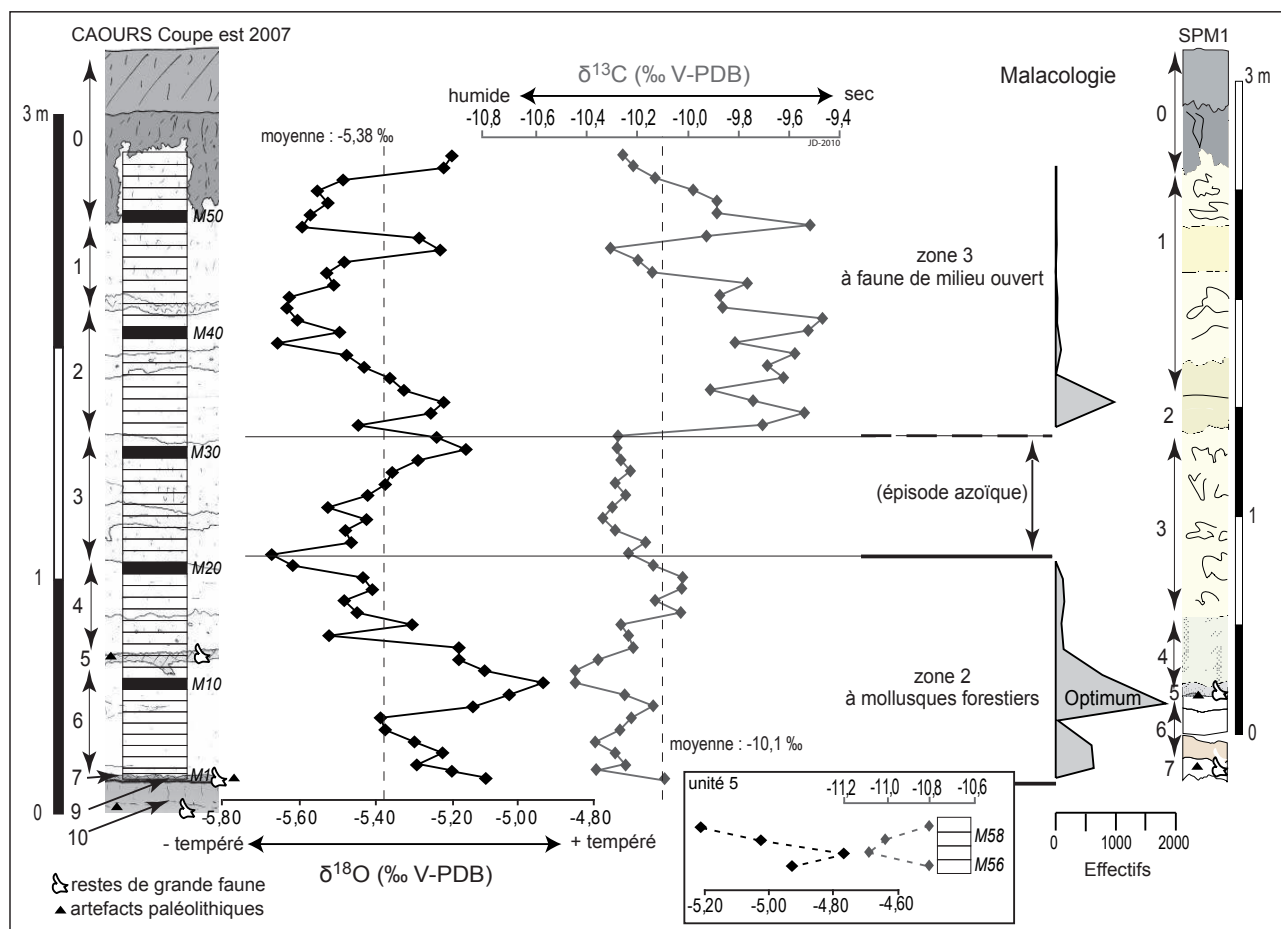 CAOURS Coupe est 2007
SPM1
δ13C (‰ V-PDB)
Malacologie
humide
sec
-10,8 -10,6 -10,4 -10,2 -10,0 -9,8 -9,6 -9,4
JD-2010
moyenne : -5,38 ‰
3 m
3 m
0
0
M50
1
1
zone 3
à faune de milieu ouvert
M40
2
2
M30
3
3
(épisode azoïque)
1
M20
1
4
4
5
5
M10
zone 2
à mollusques forestiers
Optimum
6
6
0
moyenne : -10,1 ‰
7
M1
7
0
9
10
-5,80 -5,60 -5,40 -5,20 -5,00 -4,80
- tempéré
+ tempéré
δ18O (‰ V-PDB)
unité 5
-11,2 -11,0 -10,8 -10,6
M58
M56
-5,20 -5,00 -4,80 -4,60
0 1000 2000
Effectifs
restes de grande faune
artefacts paléolithiques